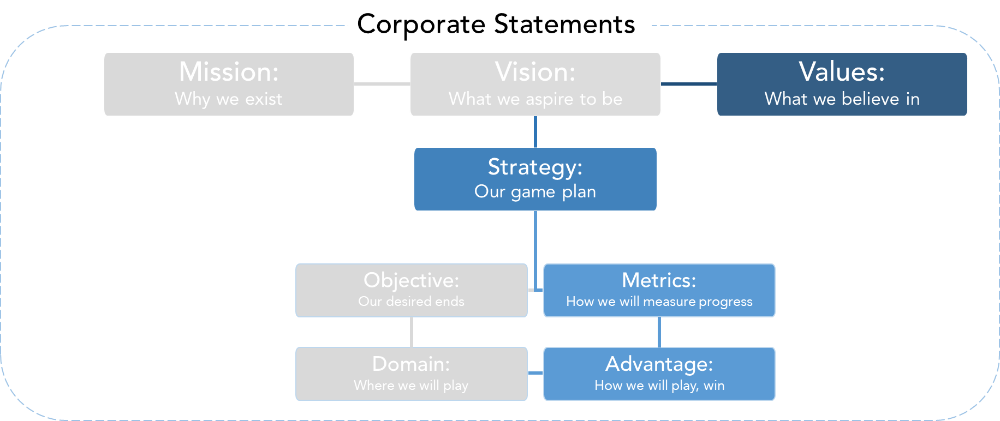 Corporate Statements
Mission:
Why we exist
Vision:
What we aspire to be
Values:
What we believe in
Strategy:
Our game plan
Objective:
Our desired ends
Metrics:
How we will measure progress
Domain:
Where we will play
Advantage:
How we will play, win